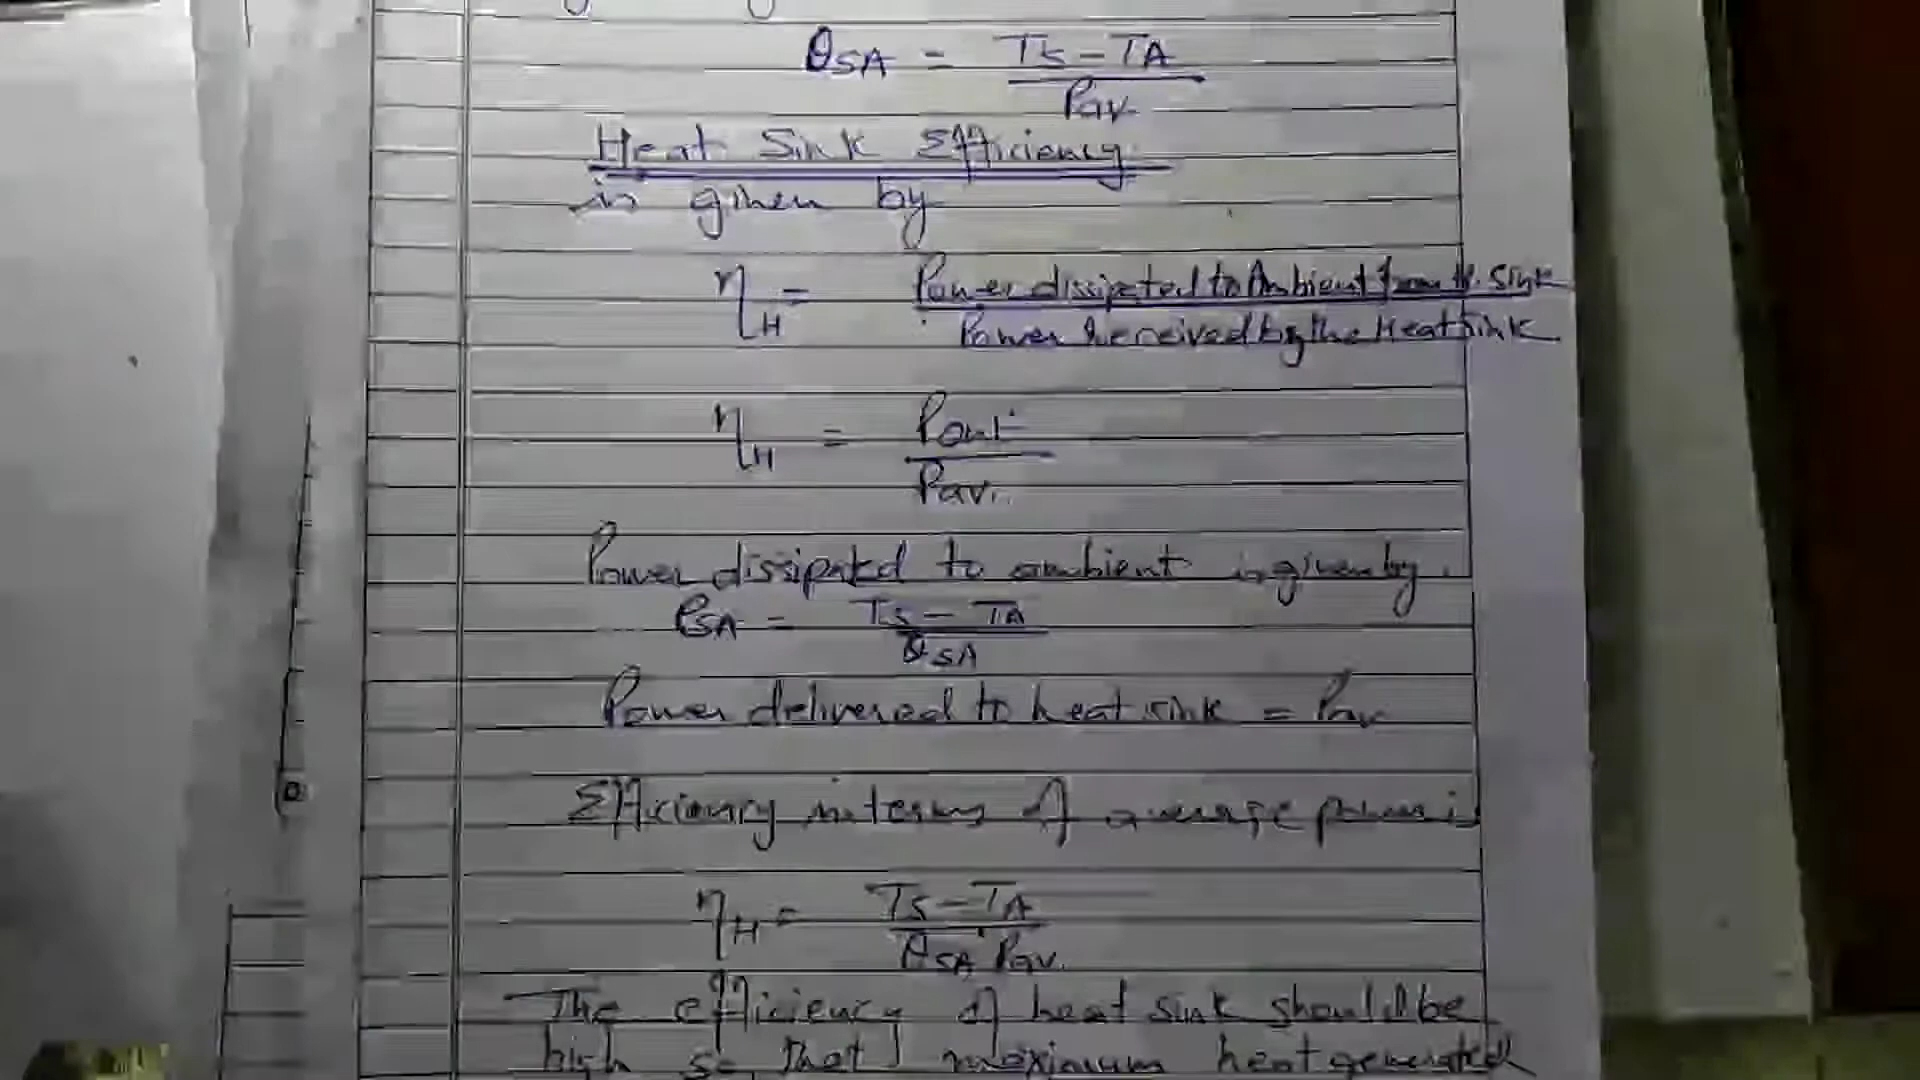 θSA = TS - TA
Pav.
Heat Sink Efficiency
is given by
ηH = Power dissipated to Ambient from H. Sink
Power Received by the Heat Sink
ηH = Pout
Pav.
Power dissipated to ambient is given by.
PSA = TS - TA
θSA
Power delivered to heat sink = Pav
Efficiency in terms of average power is
ηH = TS - TA
θSA Pav.
The efficiency of heat sink should be
high so that maximum heat generated